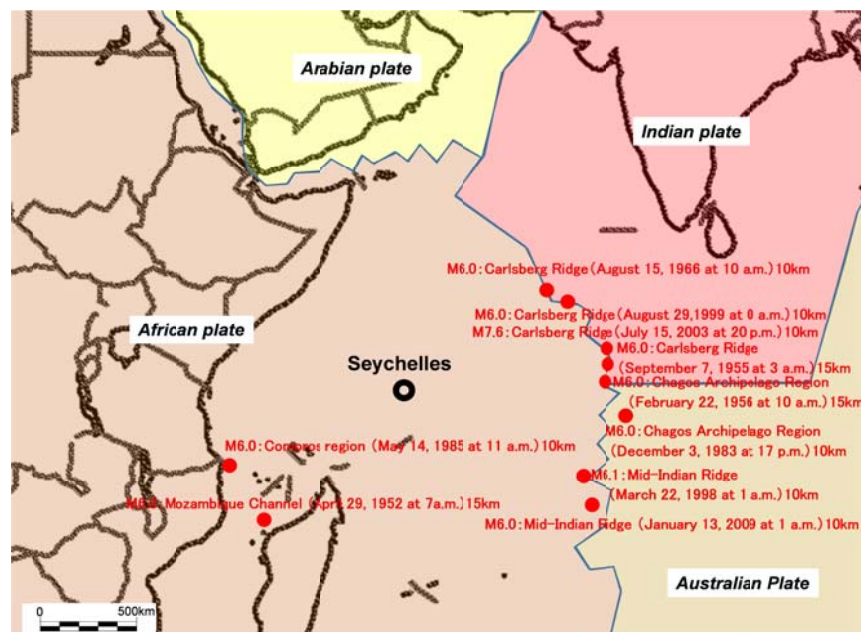 Arabian plate
Indian plate
M6.0:Carlsberg Ridge(August 15, 1966 at 10 a.m.)10km
African plate
M6.0:Carlsberg Ridge(August 29,1999 at 0 a.m.)10km
M7.6:Carlsberg Ridge(July 15, 2003 at 20 p.m.)10km
M6.0:Carlsberg Ridge
(September 7, 1955 at 3 a.m.)15km
Seychelles
M6.0:Chagos Archipelago Region
(February 22, 1956 at 10 a.m.)15km
M6.0:Chagos Archipelago Region
(December 3, 1983 at 17 p.m.)10km
M6.0:Comoros region (May 14, 1985 at 11 a.m.)10km
M6.1:Mid-Indian Ridge
(March 22, 1998 at 1 a.m.)10km
Mozambique Channel (April 29, 1952 at 7a.m.)15km
M6.0:Mid-Indian Ridge (January 13, 2009 at 1 a.m.)10km
Australian Plate
0 500km